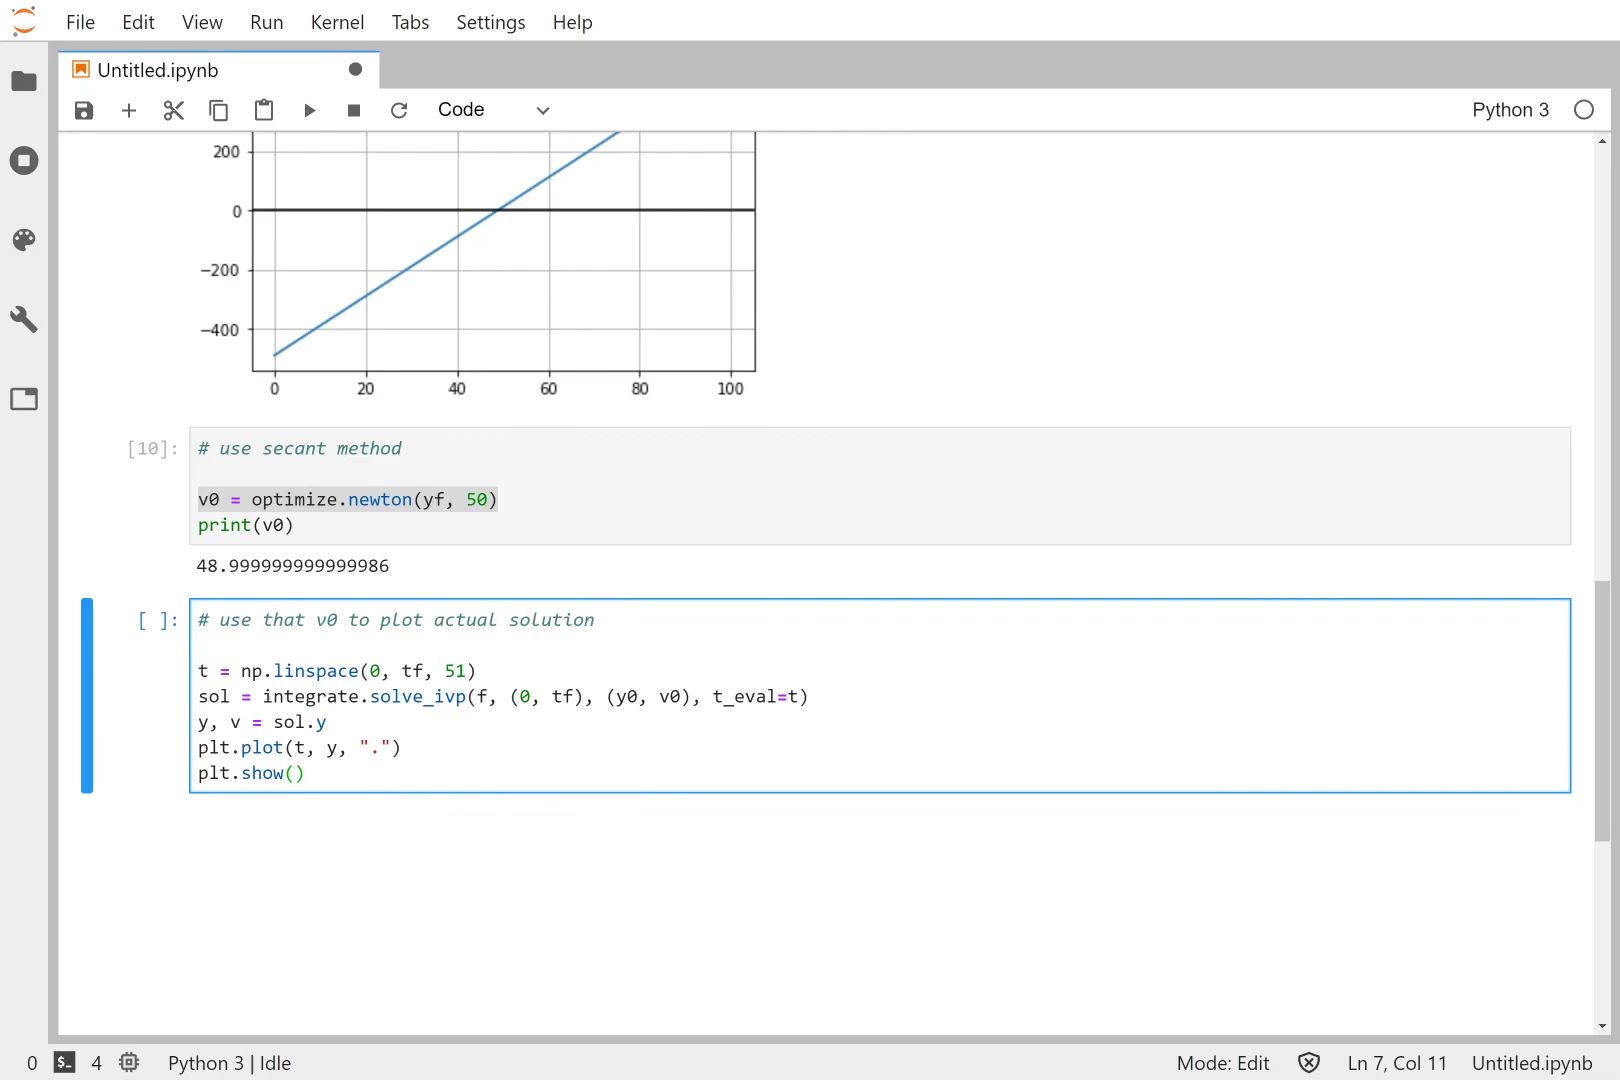 File Edit View Run Kernel Tabs Settings Help
Untitled.ipynb
Code
Python 3
200
0
−200
−400
0 20 40 60 80 100
[10]: # use secant method
v0 = optimize.newton(yf, 50)
print(v0)
48.999999999999986
[ ]: # use that v0 to plot actual solution
t = np.linspace(0, tf, 51)
sol = integrate.solve_ivp(f, (0, tf), (y0, v0), t_eval=t)
y, v = sol.y
plt.plot(t, y, ".")
plt.show()
0 $_ 4 Python 3 | Idle Mode: Edit Ln 7, Col 11 Untitled.ipynb